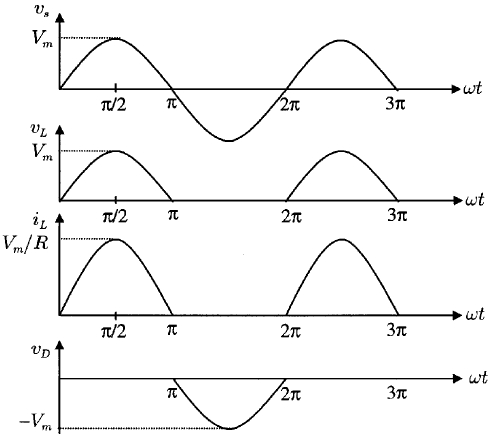 v_s
V_m
π/2 π 2π 3π ωt
v_L
V_m
π/2 π 2π 3π ωt
i_L
V_m/R
π/2 π 2π 3π ωt
v_D
π 2π 3π ωt
−V_m